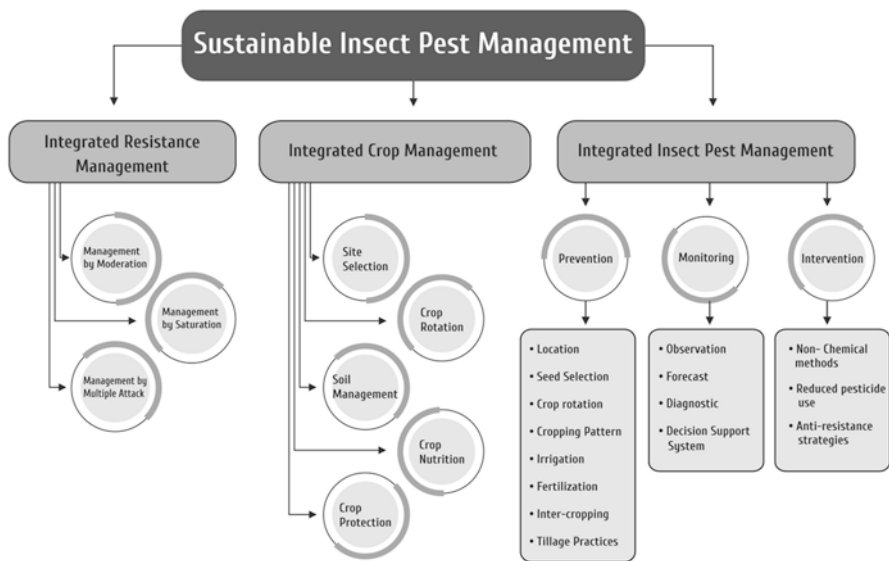 Sustainable Insect Pest Management
Integrated Resistance
Management
Management
by Moderation
Management
by Saturation
Management by
Multiple Attack
Integrated Crop Management
Site
Selection
Crop
Rotation
Soil
Management
Crop
Nutrition
Crop
Protection
Integrated Insect Pest Management
Prevention
• Location
• Seed Selection
• Crop rotation
• Cropping Pattern
• Irrigation
• Fertilization
• Inter-cropping
• Tillage Practices
Monitoring
• Observation
• Forecast
• Diagnostic
• Decision Support
System
Intervention
• Non- Chemical
methods
• Reduced pesticide
use
• Anti-resistance
strategies